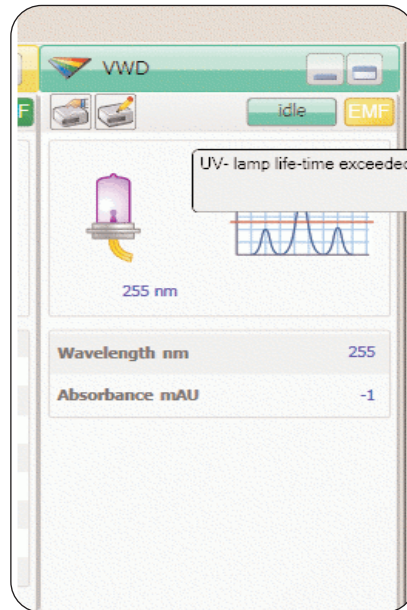 VWD
F
idle
EMF
UV- lamp life-time exceeded
255 nm
Wavelength nm 255
Absorbance mAU -1